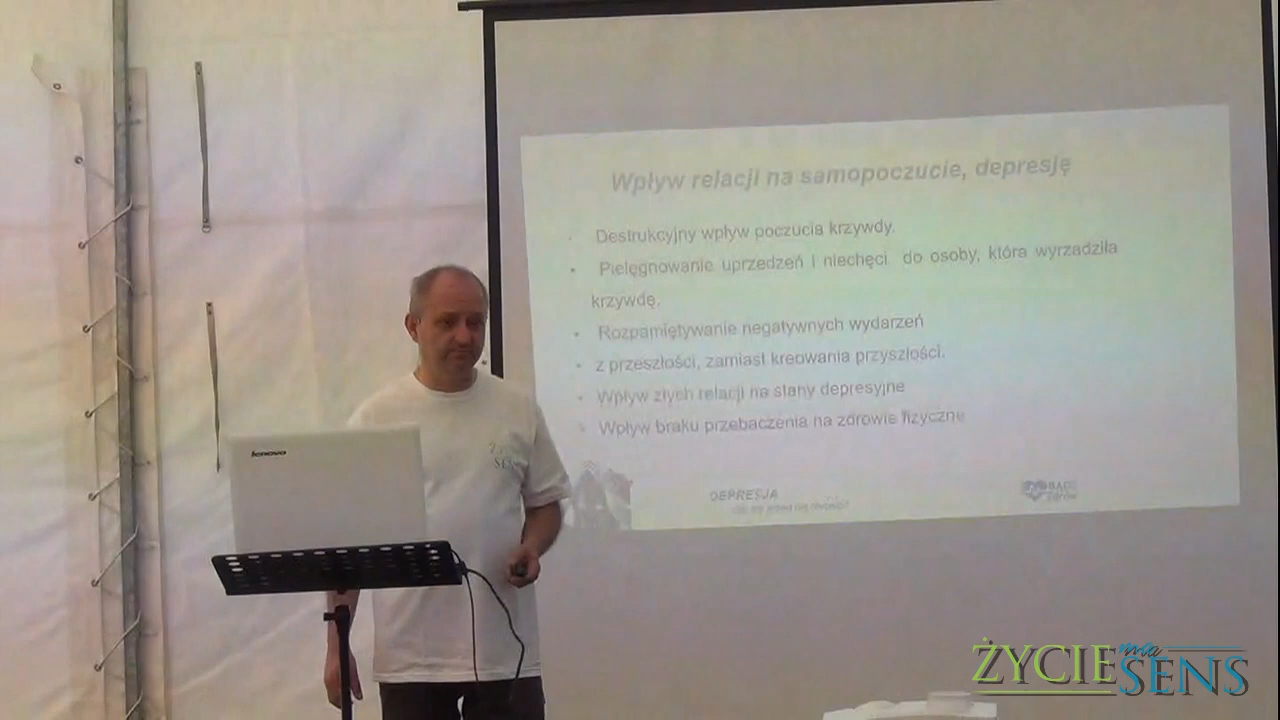 Wpływ relacji na samopoczucie, depresję
Destrukcyjny wpływ poczucia krzywdy.
Pielęgnowanie uprzedzeń i niechęci do osoby, która wyrządziła
krzywdę.
Rozpamiętywanie negatywnych wydarzeń
z przeszłości, zamiast kreowania przyszłości.
Wpływ złych relacji na stany depresyjne
Wpływ braku przebaczenia na zdrowie fizyczne
DEPRESJA
lenovo
ŻYCIE
SENS
ŻYCIE ma SENS